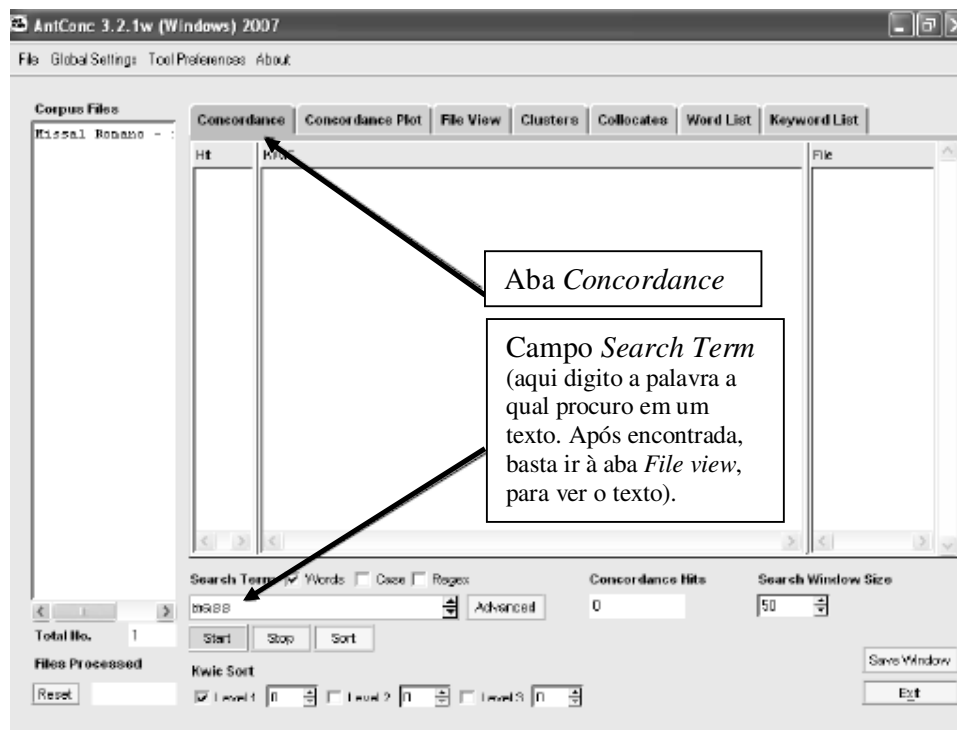 AntConc 3.2.1w (Windows) 2007
File Global Settings Tool Preferences About
Corpus Files
Missal Romano -
Concordance Concordance Plot File View Clusters Collocates Word List Keyword List
Hit KWIC File
Aba Concordance
Campo Search Term
(aqui digito a palavra a
qual procuro em um
texto. Após encontrada,
basta ir à aba File view,
para ver o texto).
Search Term Words Case Regex Concordance Hits Search Window Size
mass Advanced 0 50
Total No. 1
Start Stop Sort
Files Processed
Kwic Sort
Save Window
Reset
Level 1 0 Level 2 0 Level 3 0
Exit